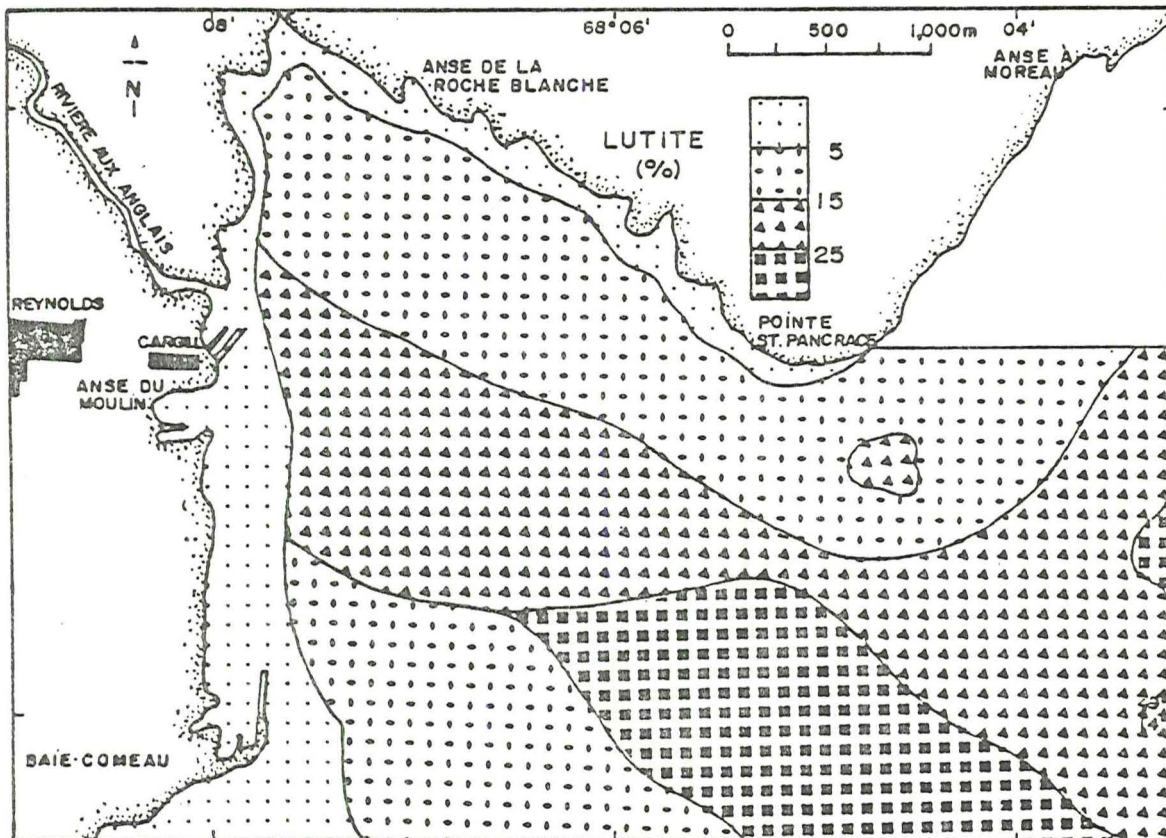 08'
68°06'
04'
0 500 1,000m
N
ANSE DE LA
ROCHE BLANCHE
ANSE À
MOREAU
RIVIÈRE AUX ANGLAIS
LUTITE
(%)
5
15
25
REYNOLDS
CARGILL
POINTE
ST. PANCRACE
ANSE DU
MOULIN
BAIE-COMEAU